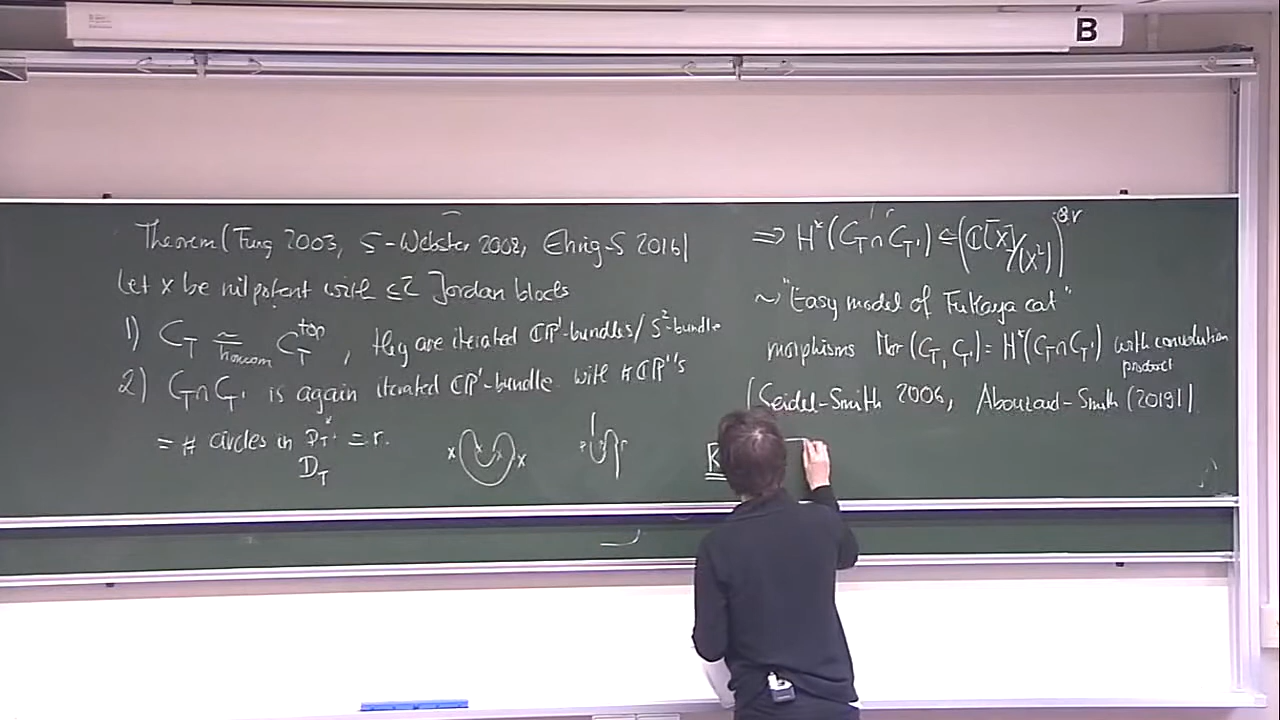 B
Theorem (Fung 2003, S-Webster 2008, Ehrig-S 2016)
Let x be nilpotent with ≤2 Jordan blocks
1) C_T ≅_{homeom} C_T^{top}, they are iterated ℂℙ¹-bundles/S²-bundle
2) C_T ∩ C_T' is again iterated ℂℙ¹-bundle with # ℂℙ¹'s
= # circles in D_T'^* D_T = r.
⇒ H*(C_T ∩ C_T') ≅ (ℂ[x]/(x²))^{⊗r}
⤳ "Easy model of Fukaya cat"
morphisms Mor (C_T, C_T') = H*(C_T ∩ C_T') with convolution product
(Seidel-Smith 2006, Abouzaid-Smith (2019)